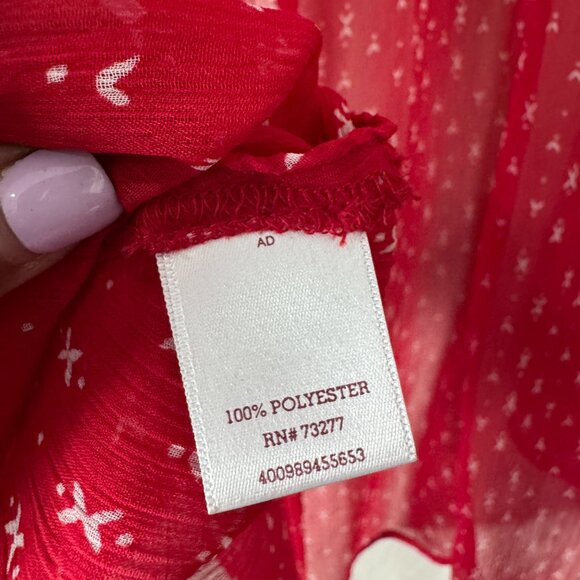 AD
100% POLYESTER
RN# 73277
400989455653